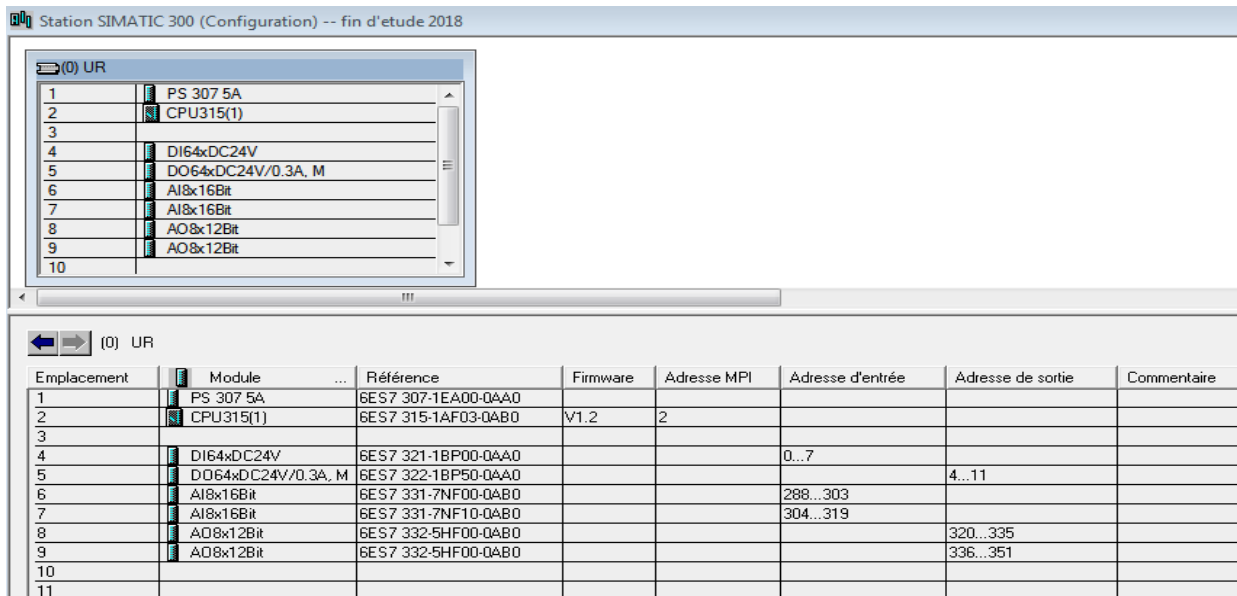 Station SIMATIC 300 (Configuration) -- fin d'etude 2018
(0) UR
1 PS 307 5A
2 CPU315(1)
3
4 DI64xDC24V
5 DO64xDC24V/0.3A, M
6 AI8x16Bit
7 AI8x16Bit
8 AO8x12Bit
9 AO8x12Bit
10
(0) UR
Emplacement Module ... Référence Firmware Adresse MPI Adresse d'entrée Adresse de sortie Commentaire
1 PS 307 5A 6ES7 307-1EA00-0AA0
2 CPU315(1) 6ES7 315-1AF03-0AB0 V1.2 2
3
4 DI64xDC24V 6ES7 321-1BP00-0AA0 0...7
5 DO64xDC24V/0.3A, M 6ES7 322-1BP50-0AA0 4...11
6 AI8x16Bit 6ES7 331-7NF00-0AB0 288...303
7 AI8x16Bit 6ES7 331-7NF10-0AB0 304...319
8 AO8x12Bit 6ES7 332-5HF00-0AB0 320...335
9 AO8x12Bit 6ES7 332-5HF00-0AB0 336...351
10
11